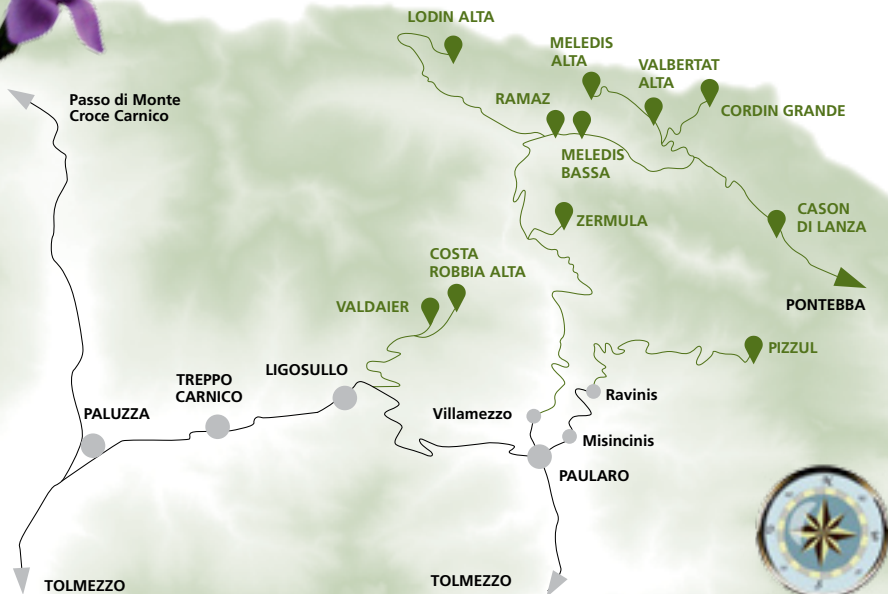 LODIN ALTA
MELEDIS
ALTA
VALBERTAT
ALTA
Passo di Monte
Croce Carnico
RAMAZ
CORDIN GRANDE
MELEDIS
BASSA
ZERMULA
CASON
DI LANZA
COSTA
ROBBIA ALTA
VALDAIER
PONTEBBA
PIZZUL
LIGOSULLO
TREPPO
CARNICO
PALUZZA
Ravinis
Villamezzo
Misincinis
PAULARO
TOLMEZZO
TOLMEZZO